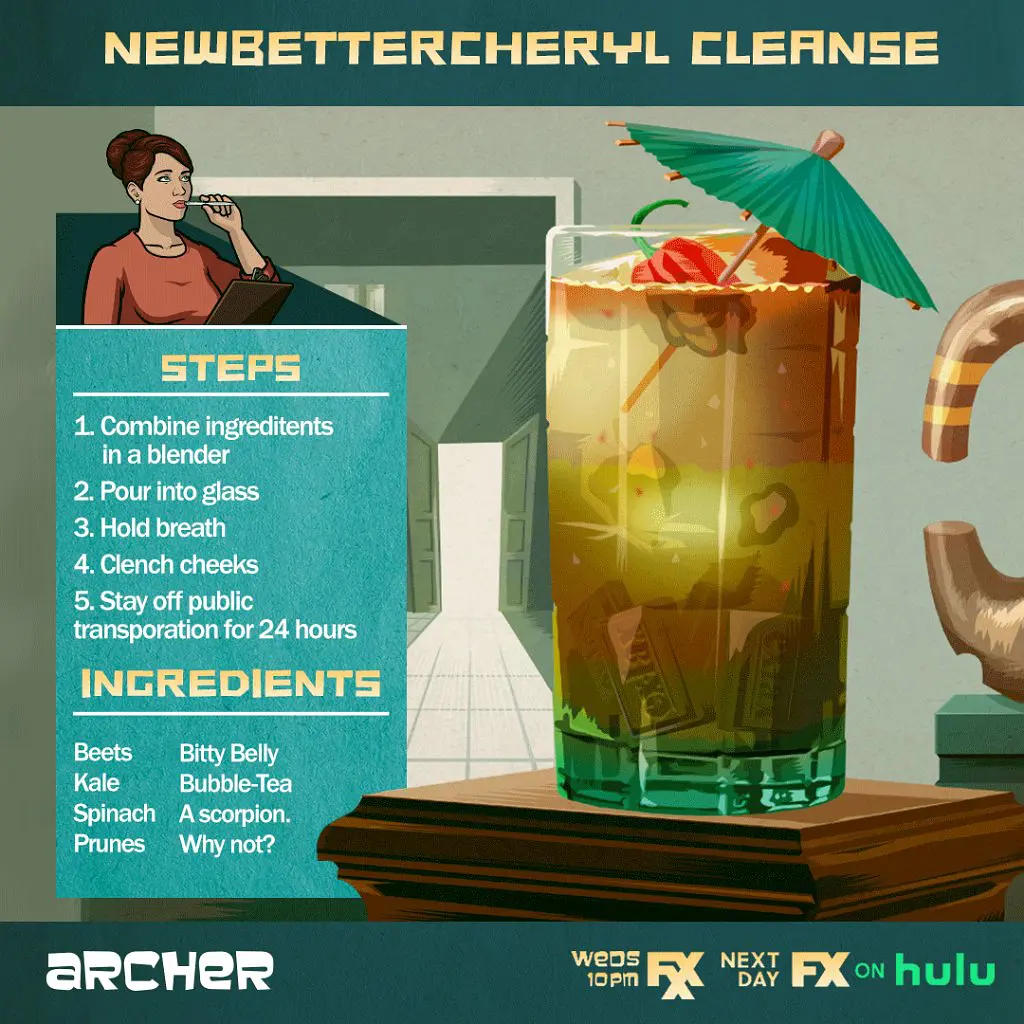 NEWBETTERCHERYL CLEANSE
STEPS
1. Combine ingreditents
in a blender
2. Pour into glass
3. Hold breath
4. Clench cheeks
5. Stay off public
transporation for 24 hours
INGREDIENTS
Beets
Kale
Spinach
Prunes
Bitty Belly
Bubble-Tea
A scorpion.
Why not?
ARCHER
WEDS
10PM
FXX
NEXT
DAY
FX
ON
hulu